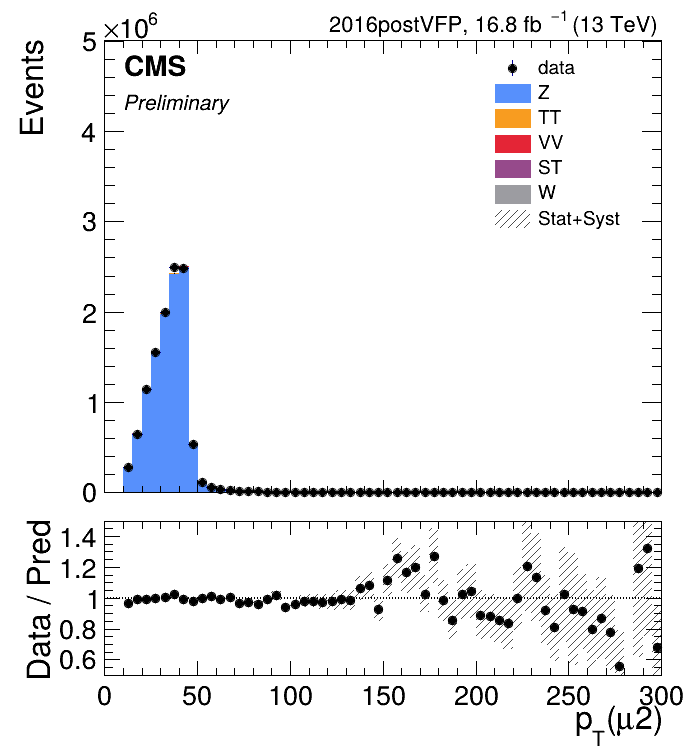 ×10⁶
2016postVFP, 16.8 fb⁻¹ (13 TeV)
Events
5
4
3
2
1
0
CMS
Preliminary
data
Z
TT
VV
ST
W
Stat+Syst
Data / Pred
1.4
1.2
1
0.8
0.6
0 50 100 150 200 250 300
p_T(μ2)